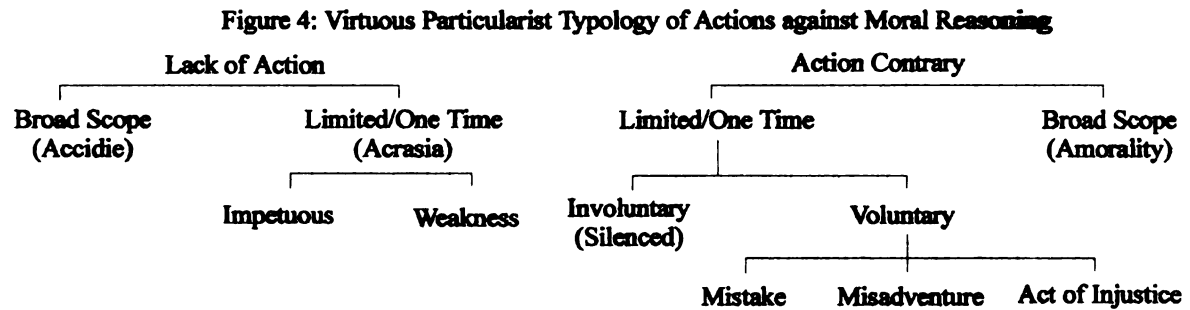 Figure 4: Virtuous Particularist Typology of Actions against Moral Reasoning
Lack of Action
Action Contrary
Broad Scope
(Accidie)
Limited/One Time
(Acrasia)
Limited/One Time
Broad Scope
(Amorality)
Impetuous
Weakness
Involuntary
(Silenced)
Voluntary
Mistake
Misadventure
Act of Injustice